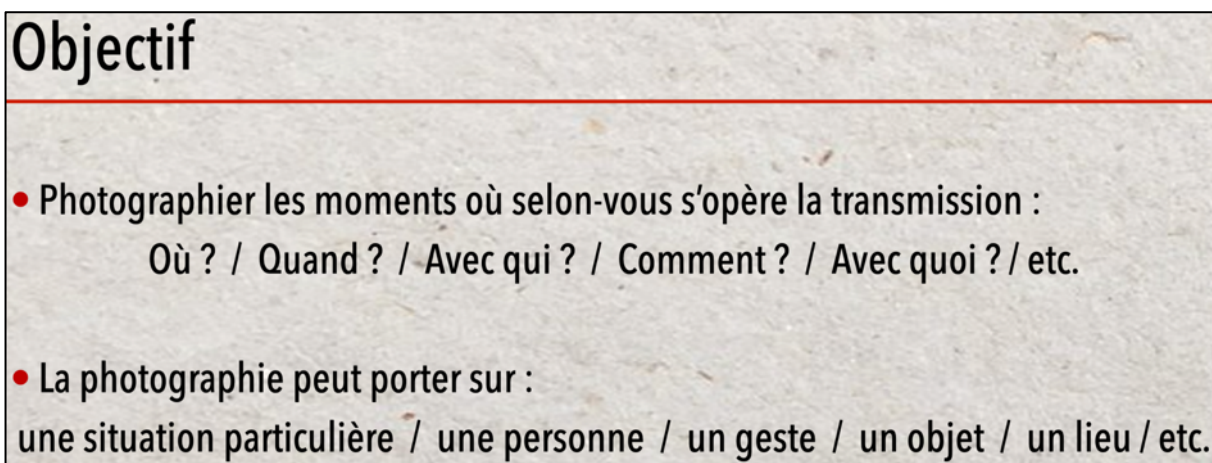 Objectif
• Photographier les moments où selon-vous s’opère la transmission :
Où ? / Quand ? / Avec qui ? / Comment ? / Avec quoi ? / etc.
• La photographie peut porter sur :
une situation particulière / une personne / un geste / un objet / un lieu / etc.